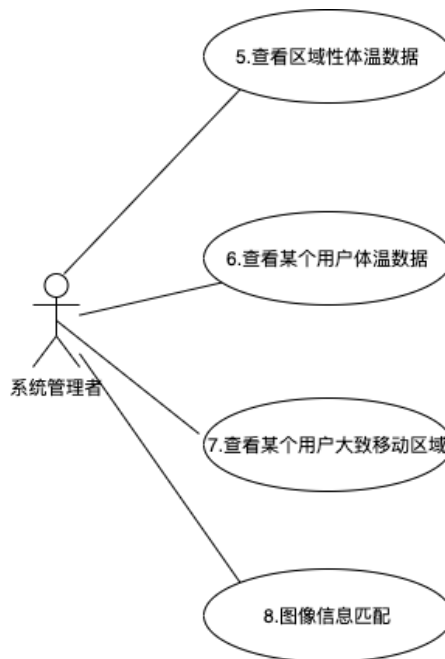 5.查看区域性体温数据
6.查看某个用户体温数据
系统管理者
7.查看某个用户大致移动区域
8.图像信息匹配